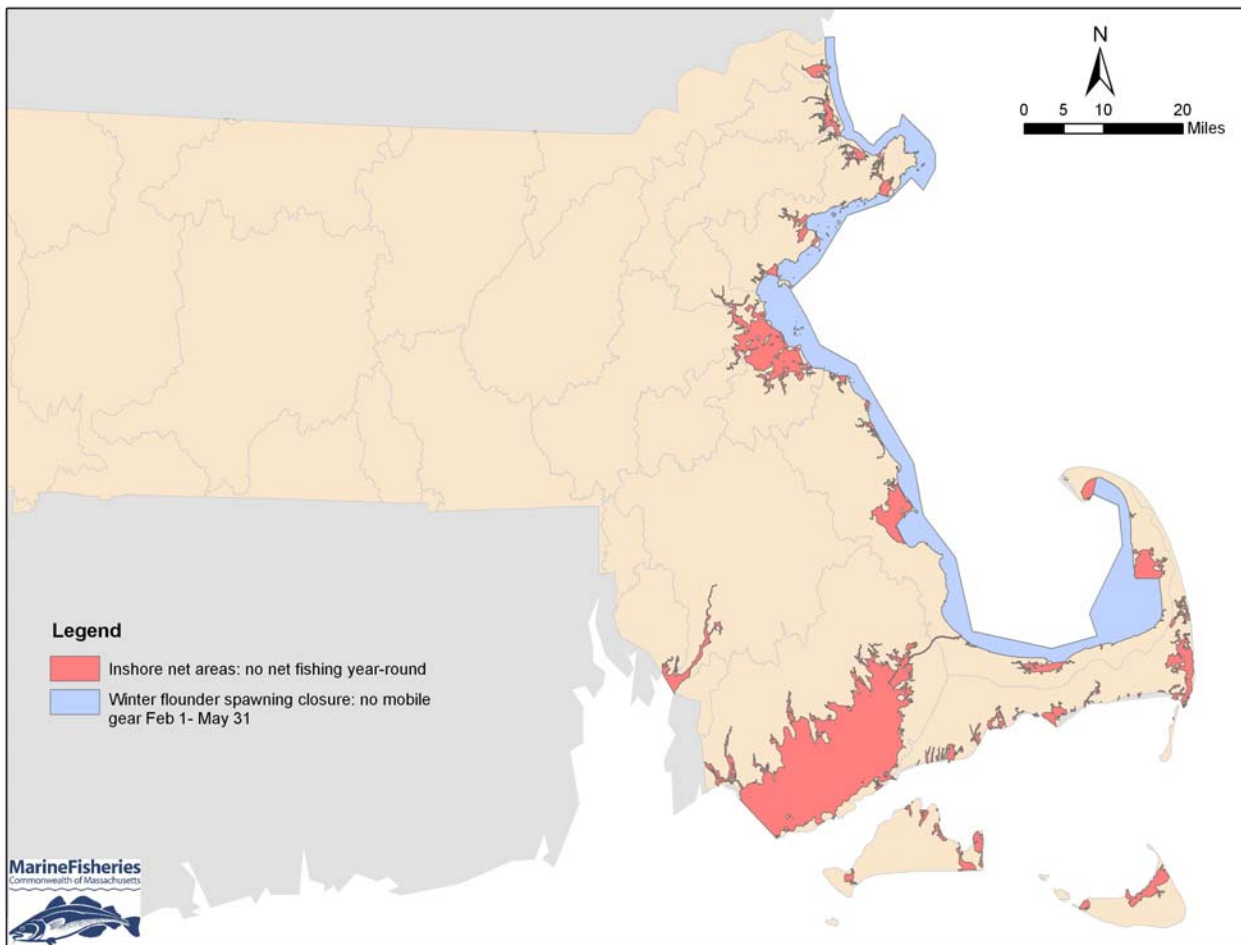 N
0 5 10 20
Miles
Legend
Inshore net areas: no net fishing year-round
Winter flounder spawning closure: no mobile
gear Feb 1- May 31
MarineFisheries
Commonwealth of Massachusetts